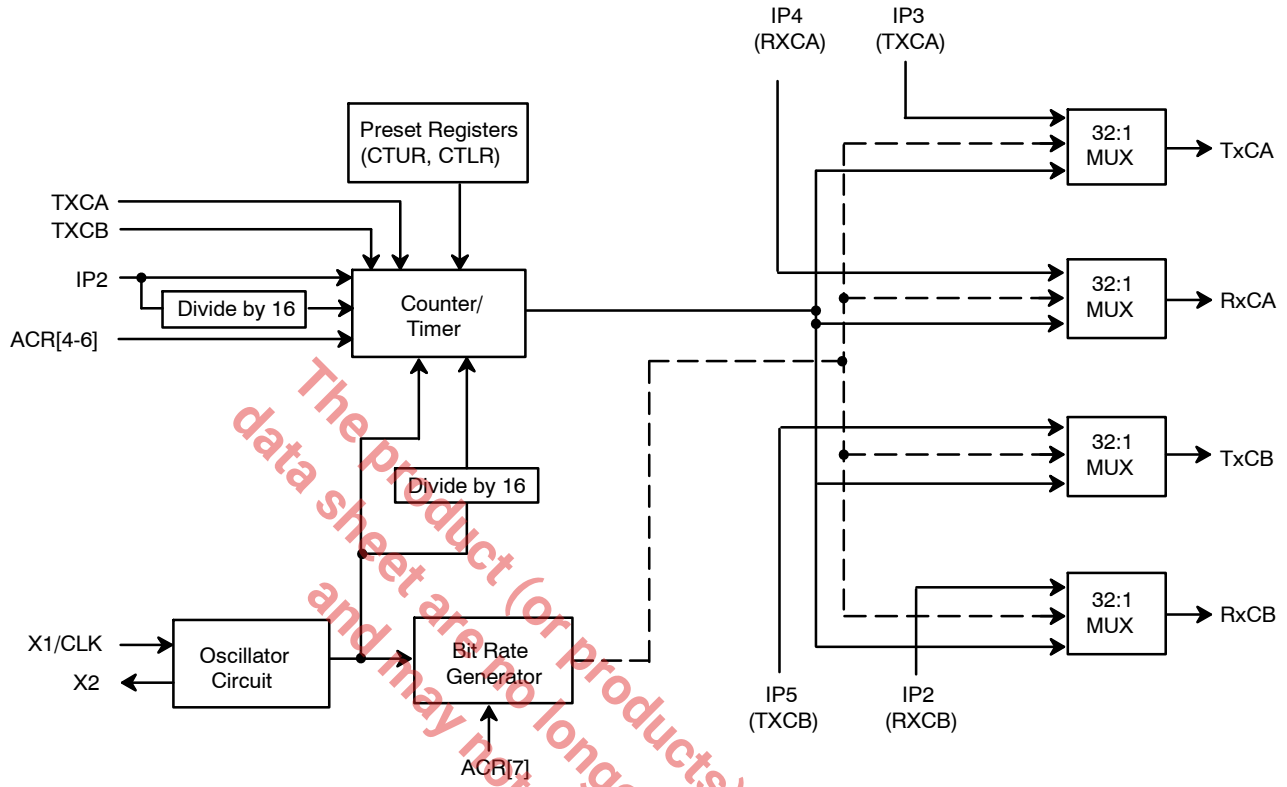 IP4
(RXCA)
IP3
(TXCA)
Preset Registers
(CTUR, CTLR)
32:1
MUX
TxCA
TXCA
TXCB
IP2
Divide by 16
ACR[4-6]
Counter/
Timer
32:1
MUX
RxCA
Divide by 16
32:1
MUX
TxCB
32:1
MUX
RxCB
X1/CLK
X2
Oscillator
Circuit
Bit Rate
Generator
ACR[7]
IP5
(TXCB)
IP2
(RXCB)
The product (or products)
data sheet are no longe
and may not